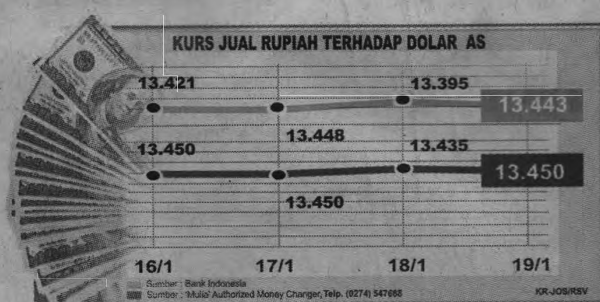 KURS JUAL RUPIAH TERHADAP DOLAR AS
13.421
13.395
13.443
13.448
13.450
13.435
13.450
13.450
16/1 17/1 18/1 19/1
Sumber : Bank Indonesia
Sumber : 'Mulia' Authorized Money Changer, Telp. (0274) 547688
KR-JOS/RSV